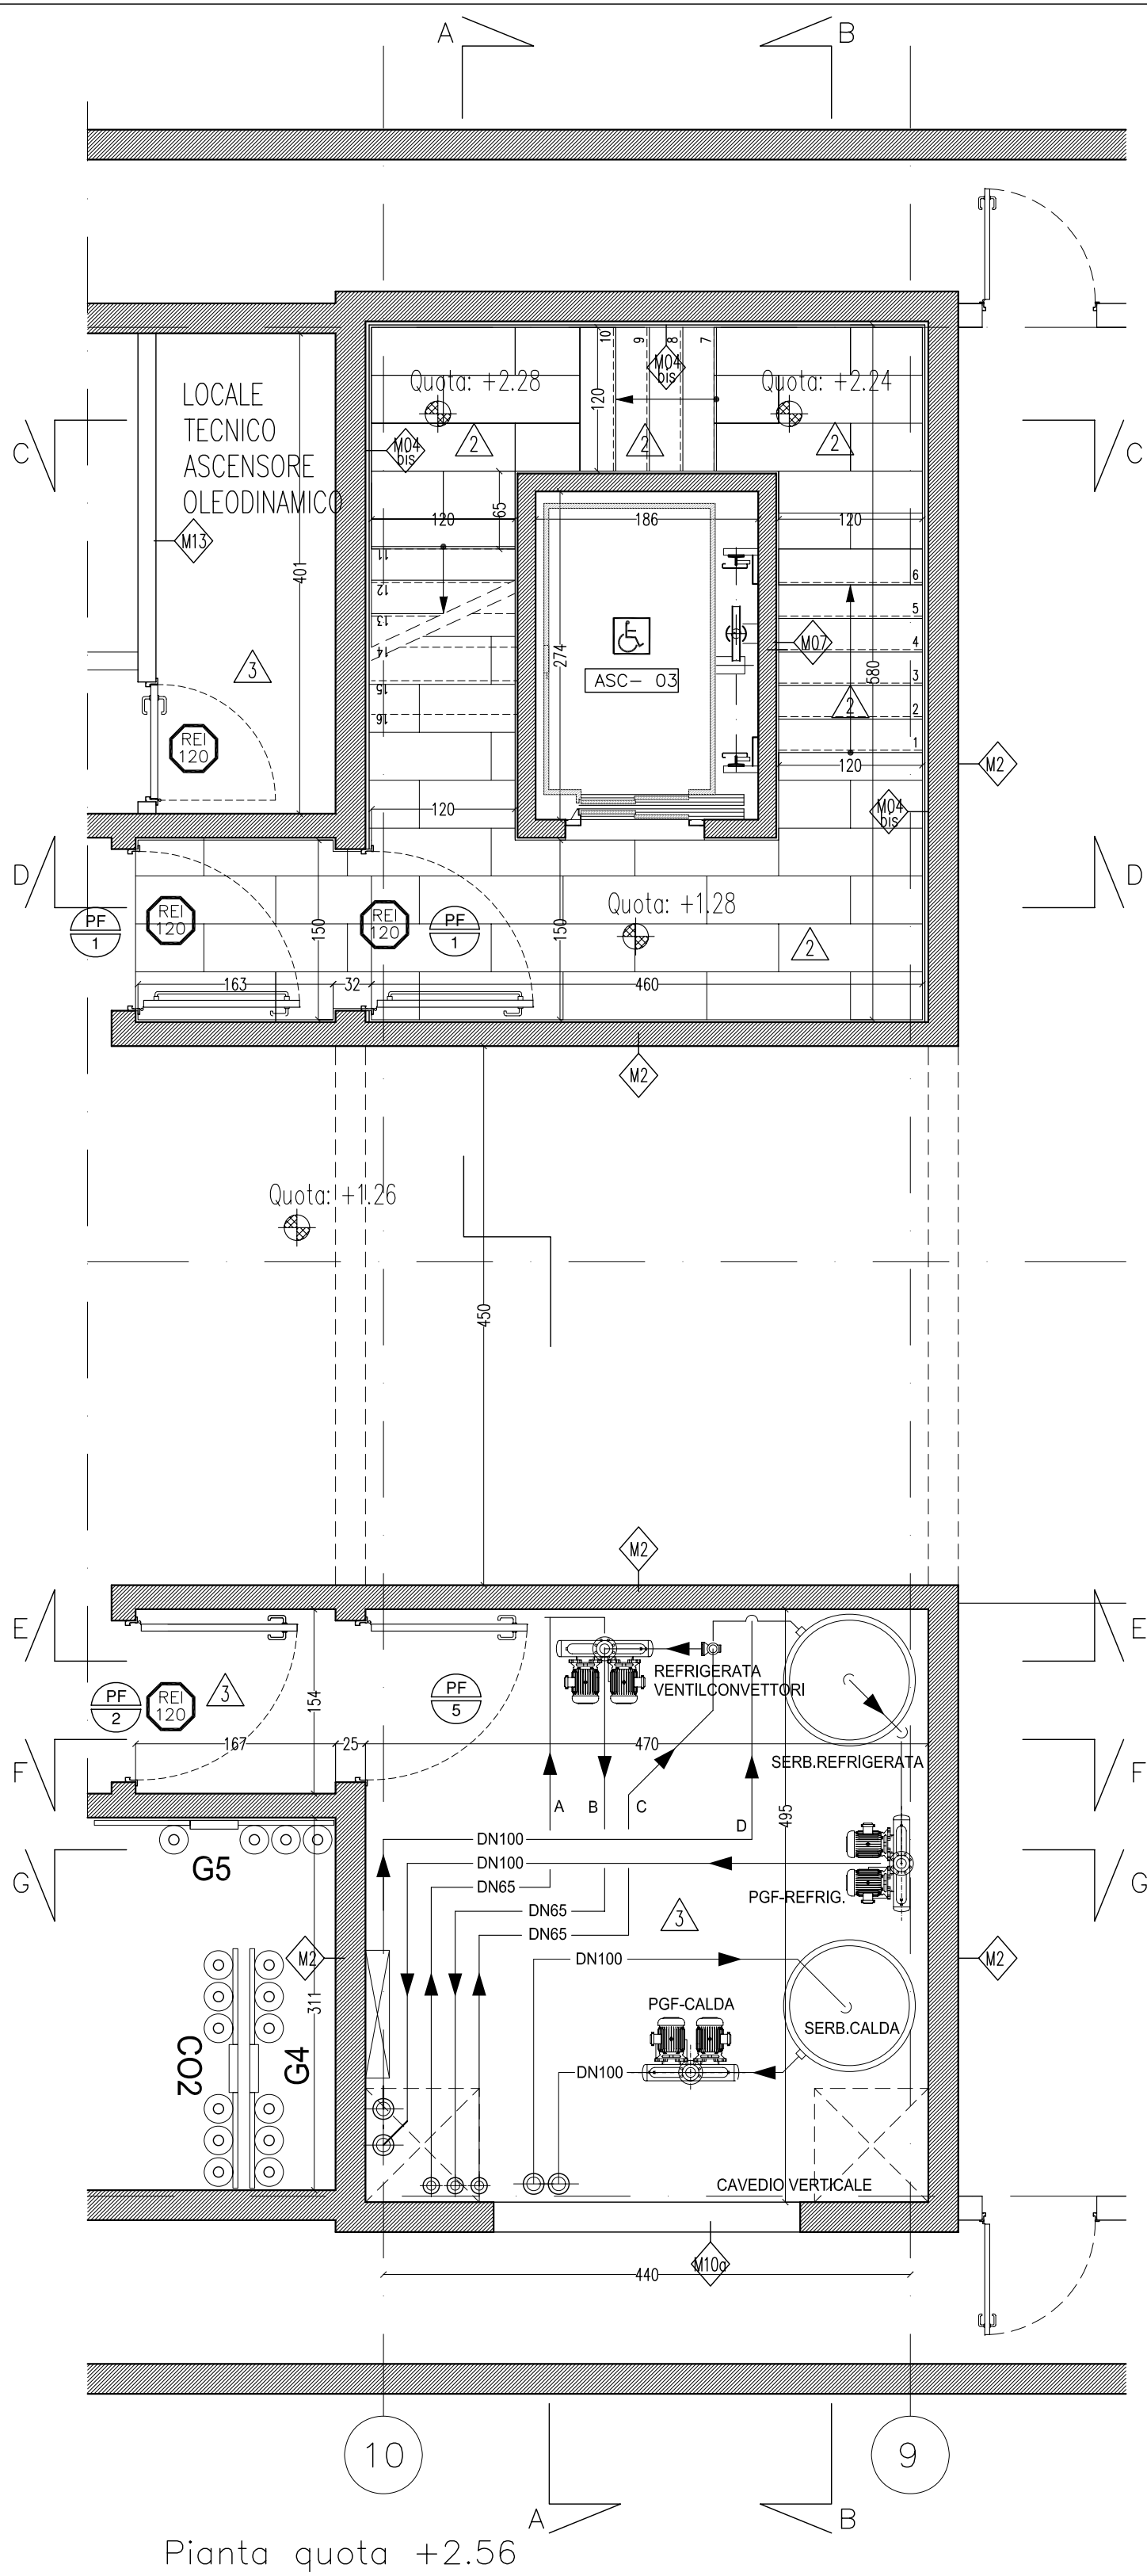 A
B
10
9
8
7
M04
bis
Quota: +2.28
Quota: +2.24
120
LOCALE
TECNICO
ASCENSORE
OLEODINAMICO
C
C
M04
bis
2
2
2
65
120
186
120
M13
401
11
12
13
14
15
16
6
5
4
3
2
1
274
ASC- 03
M07
680
3
2
REI
120
120
120
M2
M04
bis
D
D
PF
1
REI
120
150
REI
120
PF
1
150
Quota: +1.28
2
163
32
460
M2
Quota: +1.26
450
M2
E
E
REFRIGERATA
VENTILCONVETTORI
PF
2
REI
120
3
154
PF
5
167
25
470
SERB.REFRIGERATA
F
F
A
B
C
D
495
DN100
DN100
DN65
DN65
DN65
DN100
G5
G
G
PGF-REFRIG.
3
M2
M2
311
CO2
G4
PGF-CALDA
SERB.CALDA
DN100
CAVEDIO VERTICALE
M10a
440
10
9
A
B
Pianta quota +2.56